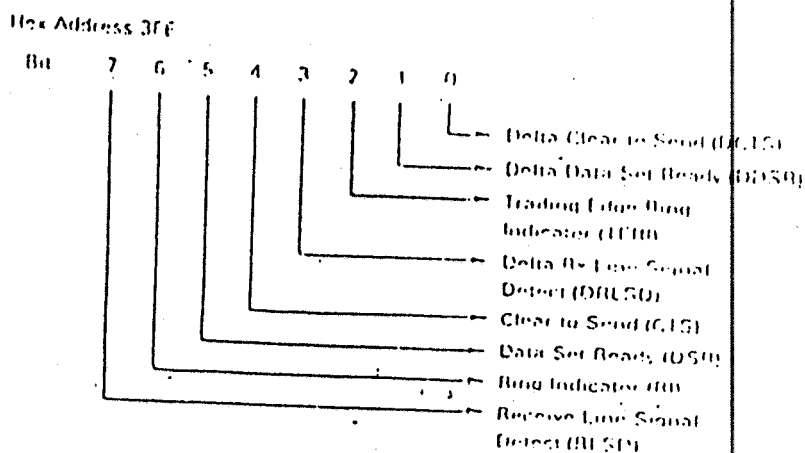 Hex Address 3FE
Bit 7 6 5 4 3 2 1 0
Delta Clear to Send (DCTS)
Delta Data Set Ready (DDSR)
Trading Edge Ring
Indicator (TERI)
Delta Rx Line Signal
Detect (DRLSD)
Clear to Send (CTS)
Data Set Ready (DSR)
Ring Indicator (RI)
Receive Line Signal
Detect (RLSD)